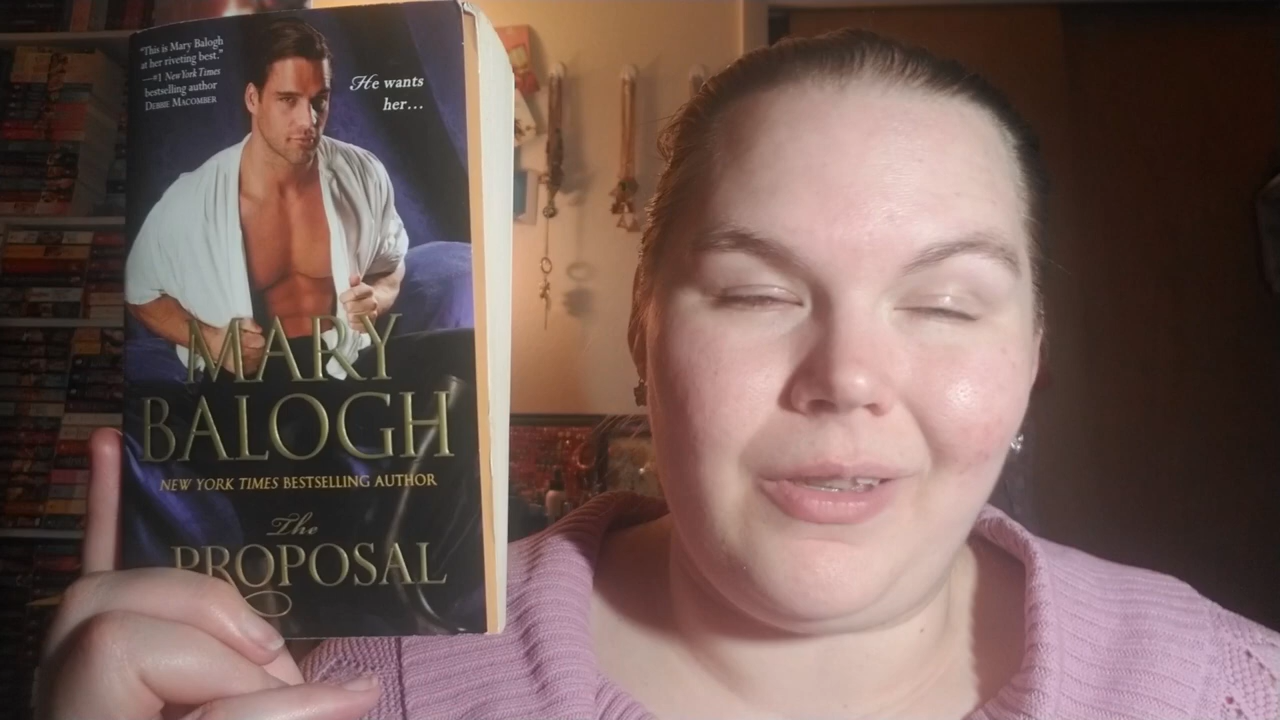 "This is Mary Balogh
at her riveting best."
—#1 New York Times
bestselling author
DEBBIE MACOMBER
He wants
her...
MARY
BALOGH
NEW YORK TIMES BESTSELLING AUTHOR
The
PROPOSAL